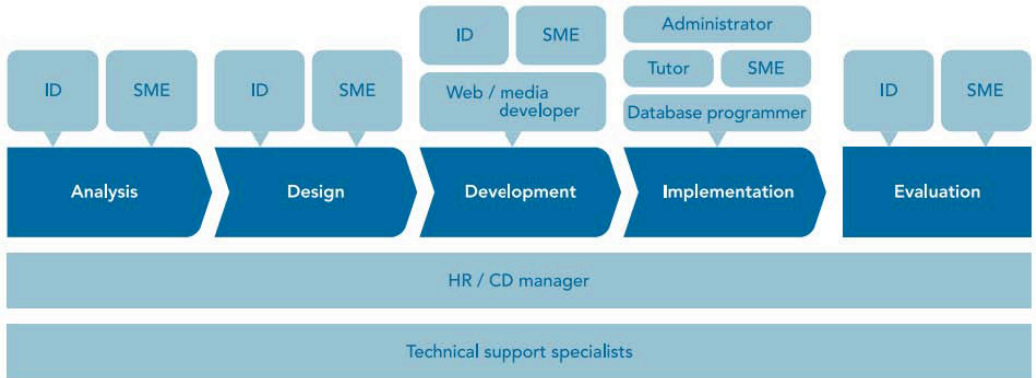 ID
SME
Analysis
ID
SME
Design
ID
SME
Web / media
developer
Development
Administrator
Tutor
SME
Database programmer
Implementation
ID
SME
Evaluation
HR / CD manager
Technical support specialists